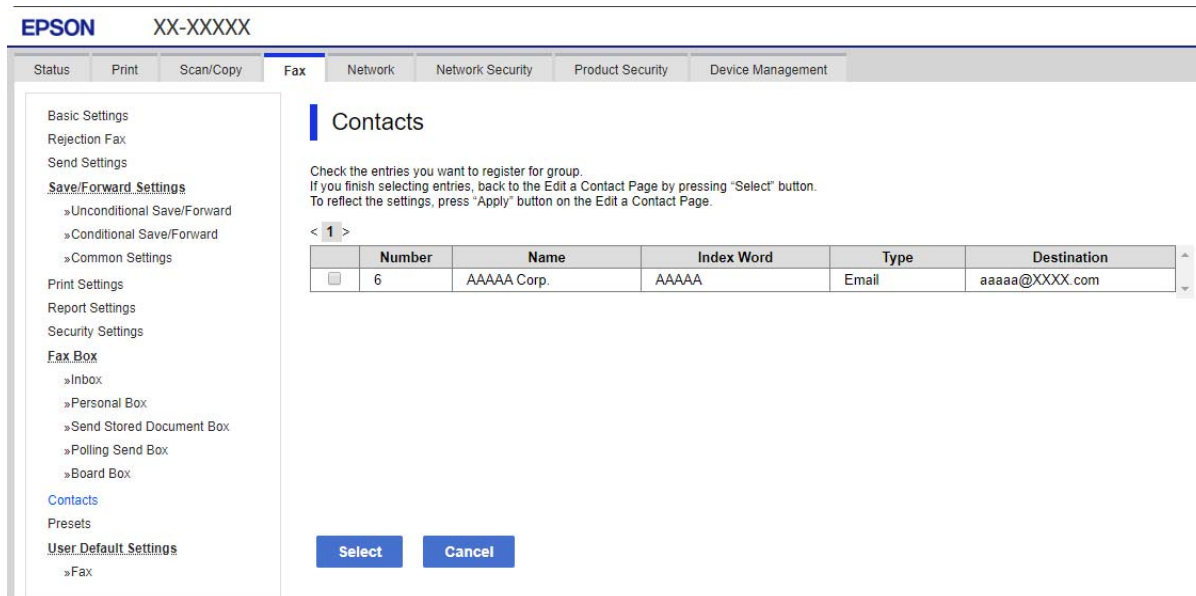 EPSON XX-XXXXX
Status Print Scan/Copy Fax Network Network Security Product Security Device Management
Basic Settings
Rejection Fax
Send Settings
Save/Forward Settings
»Unconditional Save/Forward
»Conditional Save/Forward
»Common Settings
Print Settings
Report Settings
Security Settings
Fax Box
»Inbox
»Personal Box
»Send Stored Document Box
»Polling Send Box
»Board Box
Contacts
Presets
User Default Settings
»Fax
Contacts
Check the entries you want to register for group.
If you finish selecting entries, back to the Edit a Contact Page by pressing “Select” button.
To reflect the settings, press “Apply” button on the Edit a Contact Page.
< 1 >
Number Name Index Word Type Destination
6 AAAAA Corp. AAAAA Email aaaaa@XXXX.com
Select Cancel